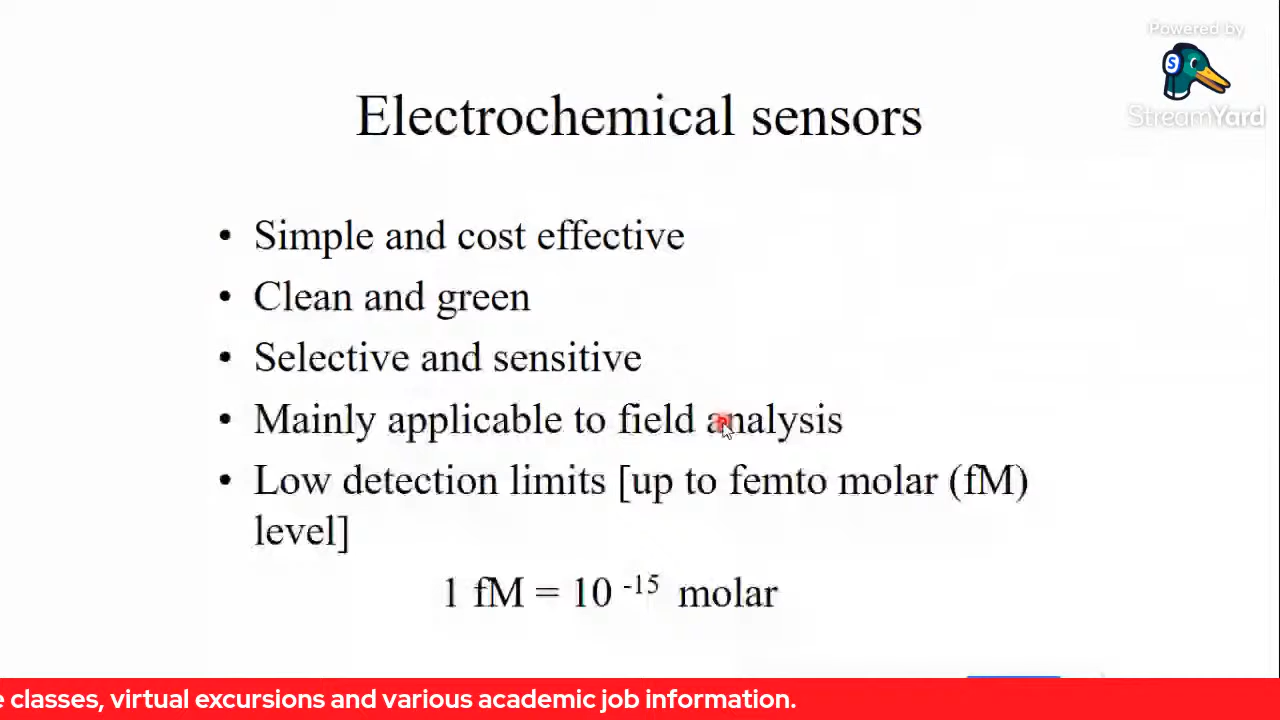 Powered by
StreamYard
Electrochemical sensors
• Simple and cost effective
• Clean and green
• Selective and sensitive
• Mainly applicable to field analysis
• Low detection limits [up to femto molar (fM)
level]
1 fM = 10 -15 molar
classes, virtual excursions and various academic job information.